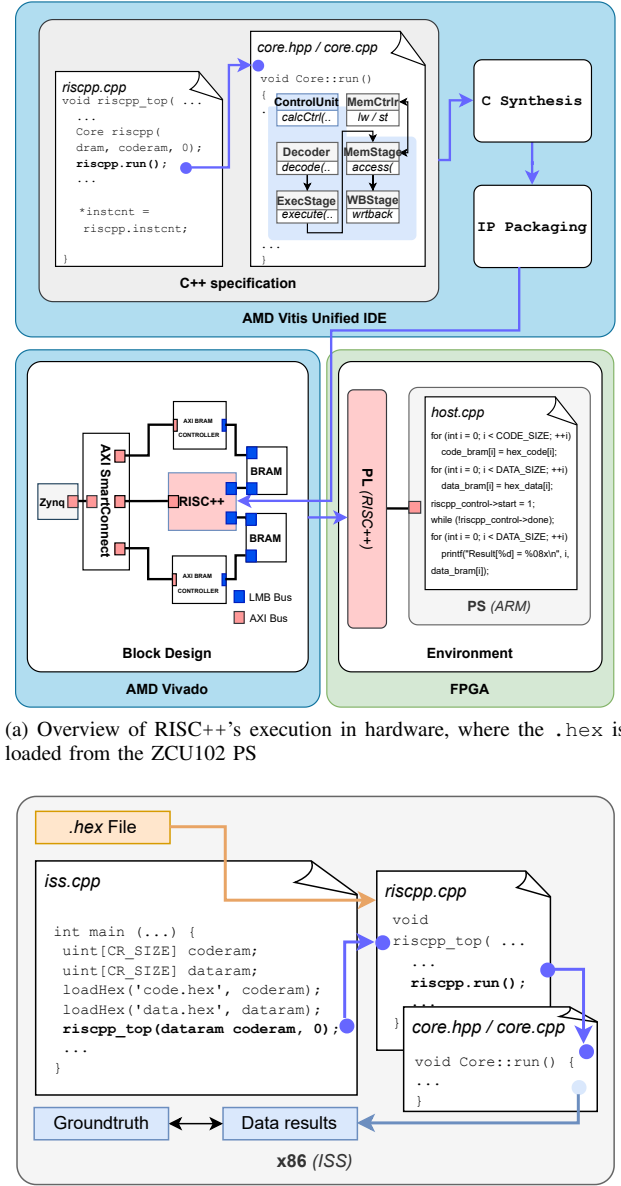 riscpp.cpp
void riscpp_top( ...
...
Core riscpp(
dram, coderam, 0);
riscpp.run();
...
*instcnt =
riscpp.instcnt;
}
core.hpp / core.cpp
void Core::run()
{
..
ControlUnit
calcCtrl(..
MemCtrlr
lw / st
Decoder
decode(..
MemStage
access(
ExecStage
execute(..
WBStage
wrtback
...
}
C++ specification
C Synthesis
IP Packaging
AMD Vitis Unified IDE
Zynq
AXI SmartConnect
AXI BRAM
CONTROLLER
BRAM
RISC++
BRAM
AXI BRAM
CONTROLLER
LMB Bus
AXI Bus
Block Design
AMD Vivado
PL (RISC++)
host.cpp
for (int i = 0; i < CODE_SIZE; ++i)
code_bram[i] = hex_code[i];
for (int i = 0; i < DATA_SIZE; ++i)
data_bram[i] = hex_data[i];
riscpp_control->start = 1;
while (!riscpp_control->done);
for (int i = 0; i < DATA_SIZE; ++i)
printf("Result[%d] = %08x\n", i,
data_bram[i]);
PS (ARM)
Environment
FPGA
(a) Overview of RISC++'s execution in hardware, where the .hex is
loaded from the ZCU102 PS
.hex File
iss.cpp
int main (...) {
uint[CR_SIZE] coderam;
uint[CR_SIZE] dataram;
loadHex('code.hex', coderam);
loadHex('data.hex', dataram);
riscpp_top(dataram coderam, 0);
...
}
riscpp.cpp
void
riscpp_top( ...
...
riscpp.run();
...
}
core.hpp / core.cpp
void Core::run() {
...
}
Groundtruth
Data results
x86 (ISS)